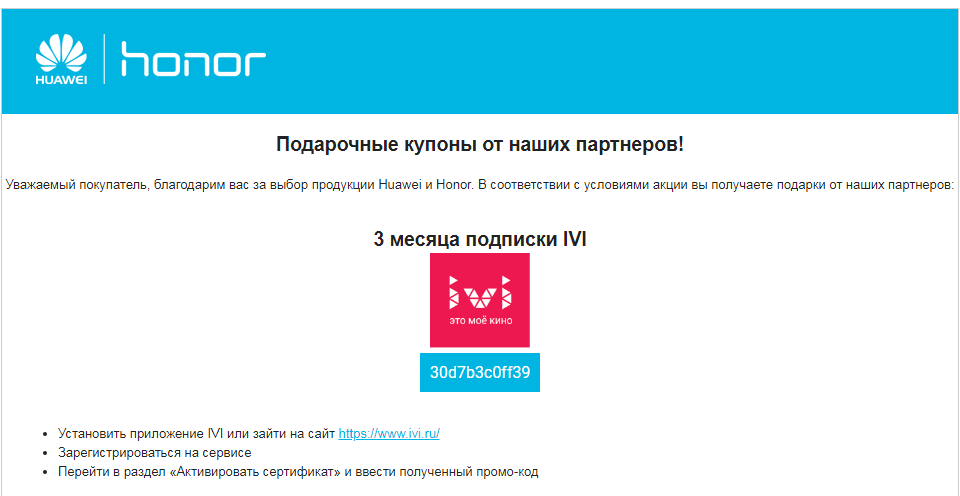 HUAWEI
honor
Подарочные купоны от наших партнеров!
Уважаемый покупатель, благодарим вас за выбор продукции Huawei и Honor. В соответствии с условиями акции вы получаете подарки от наших партнеров:
3 месяца подписки IVI
ivi
это моё кино
30d7b3c0ff39
Установить приложение IVI или зайти на сайт https://www.ivi.ru/
Зарегистрироваться на сервисе
Перейти в раздел «Активировать сертификат» и ввести полученный промо-код